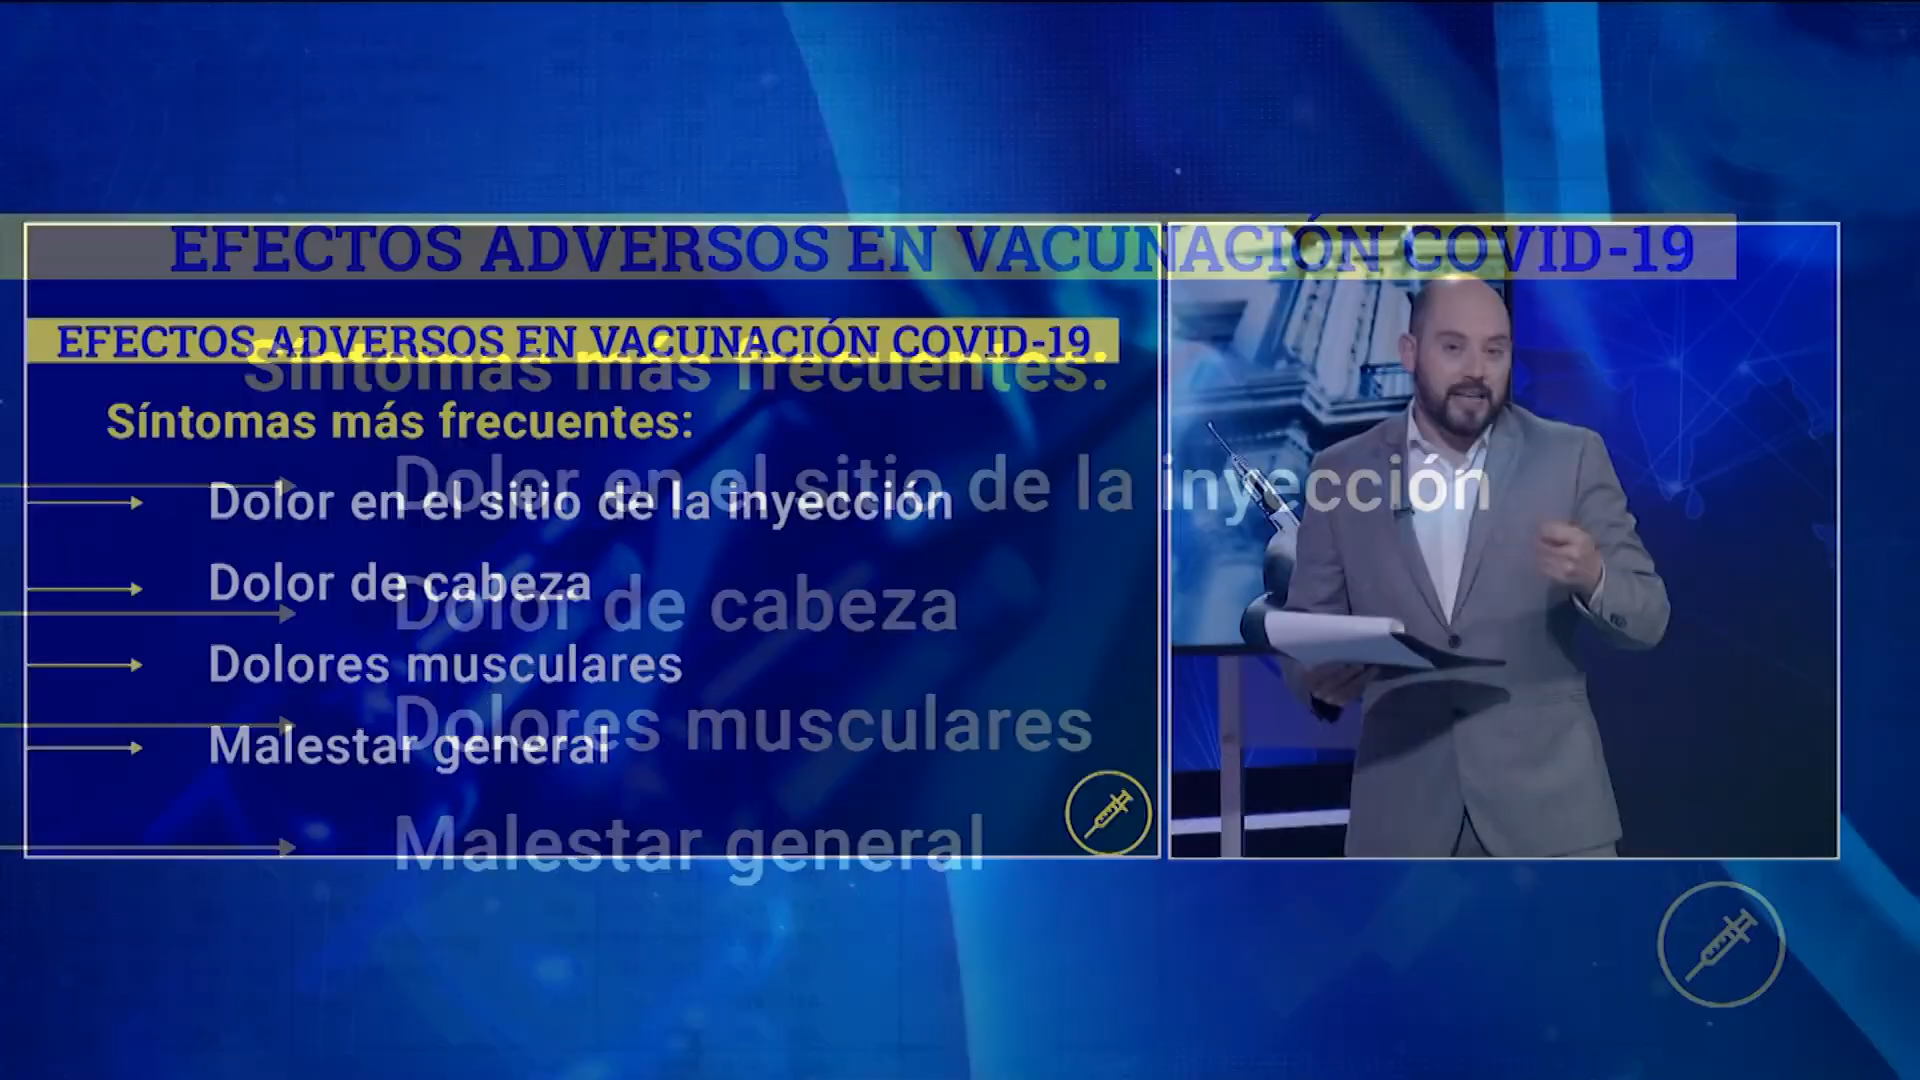 EFECTOS ADVERSOS EN VACUNACIÓN COVID-19
EFECTOS ADVERSOS EN VACUNACIÓN COVID-19
Síntomas más frecuentes:
Síntomas más frecuentes:
Dolor en el sitio de la inyección
Dolor en el sitio de la inyección
Dolor de cabeza
Dolor de cabeza
Dolores musculares
Dolores musculares
Malestar general
Malestar general